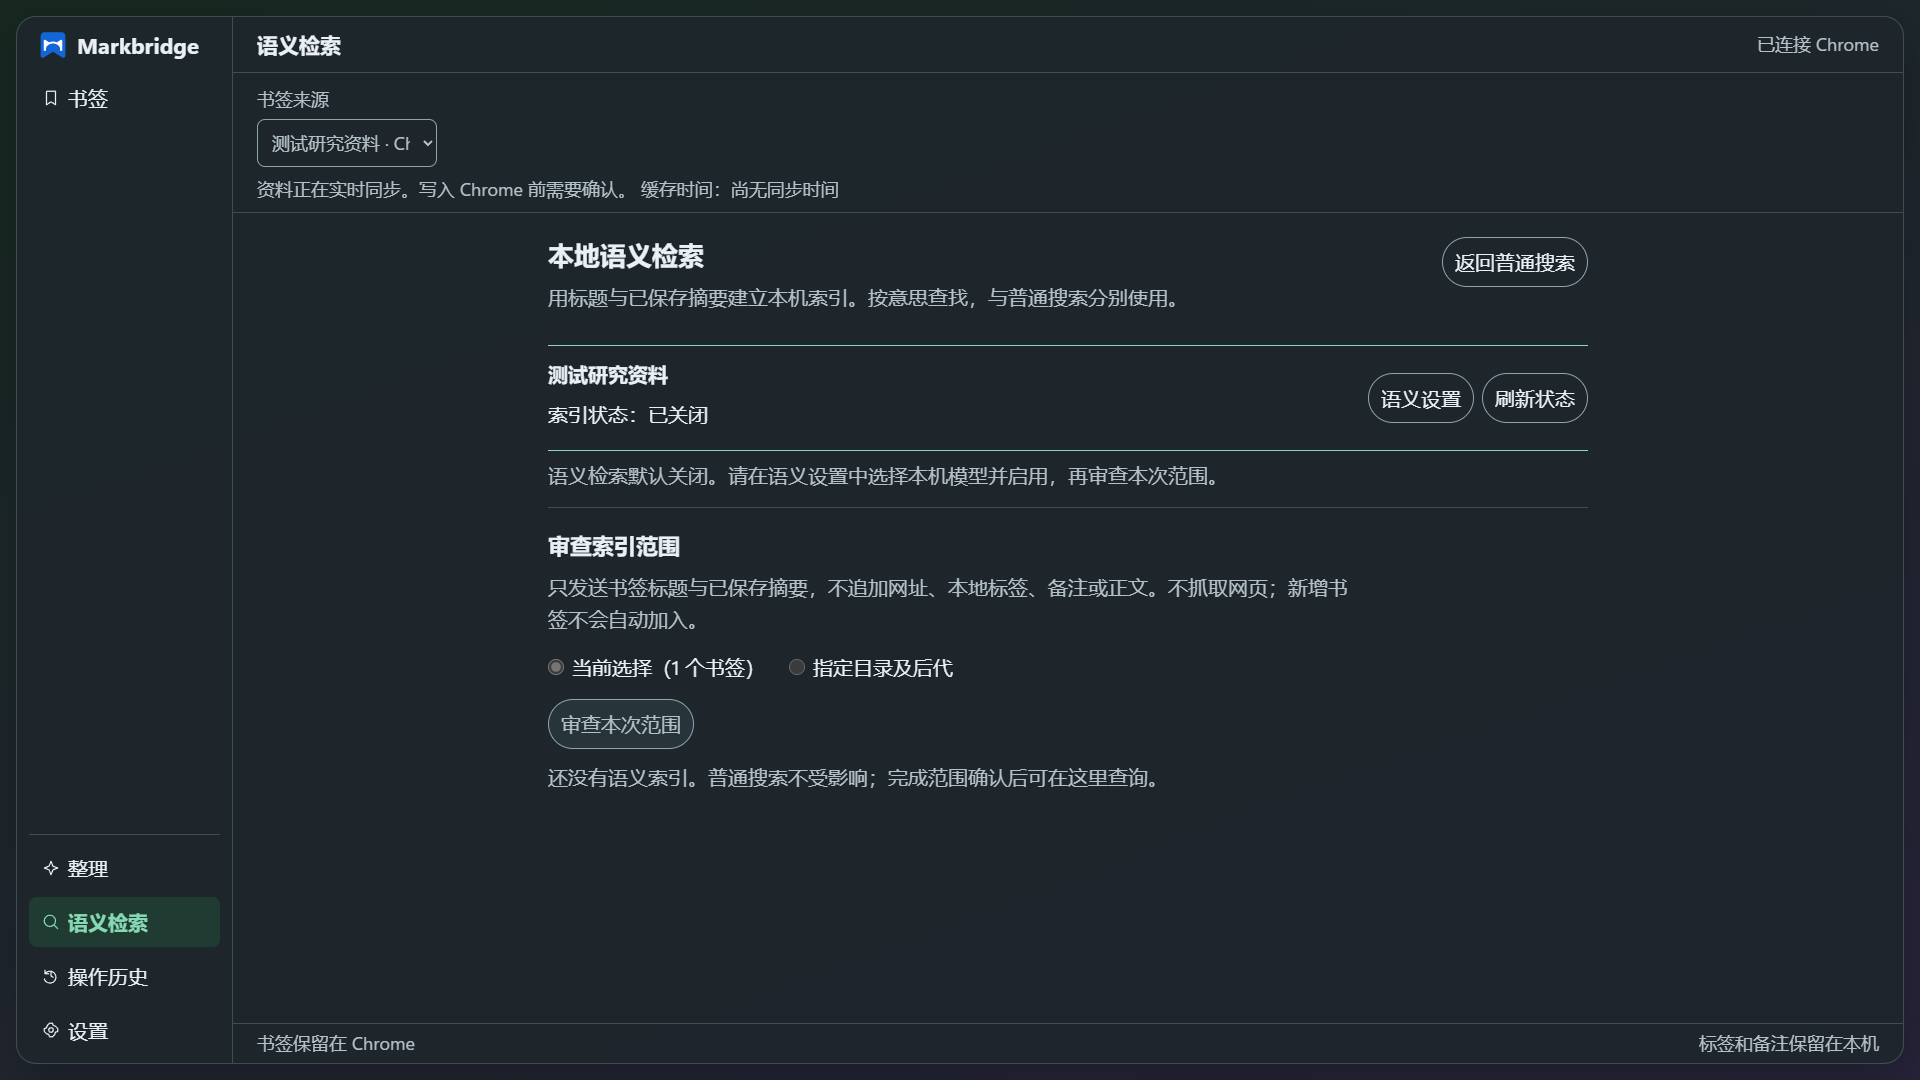 Markbridge
书签
整理
语义检索
操作历史
设置
语义检索
已连接 Chrome
书签来源
测试研究资料 · Ch
资料正在实时同步。写入 Chrome 前需要确认。 缓存时间：尚无同步时间
本地语义检索
返回普通搜索
用标题与已保存摘要建立本机索引。按意思查找，与普通搜索分别使用。
测试研究资料
索引状态：已关闭
语义设置
刷新状态
语义检索默认关闭。请在语义设置中选择本机模型并启用，再审查本次范围。
审查索引范围
只发送书签标题与已保存摘要，不追加网址、本地标签、备注或正文。不抓取网页；新增书
签不会自动加入。
当前选择（1 个书签）
指定目录及后代
审查本次范围
还没有语义索引。普通搜索不受影响；完成范围确认后可在这里查询。
书签保留在 Chrome
标签和备注保留在本机